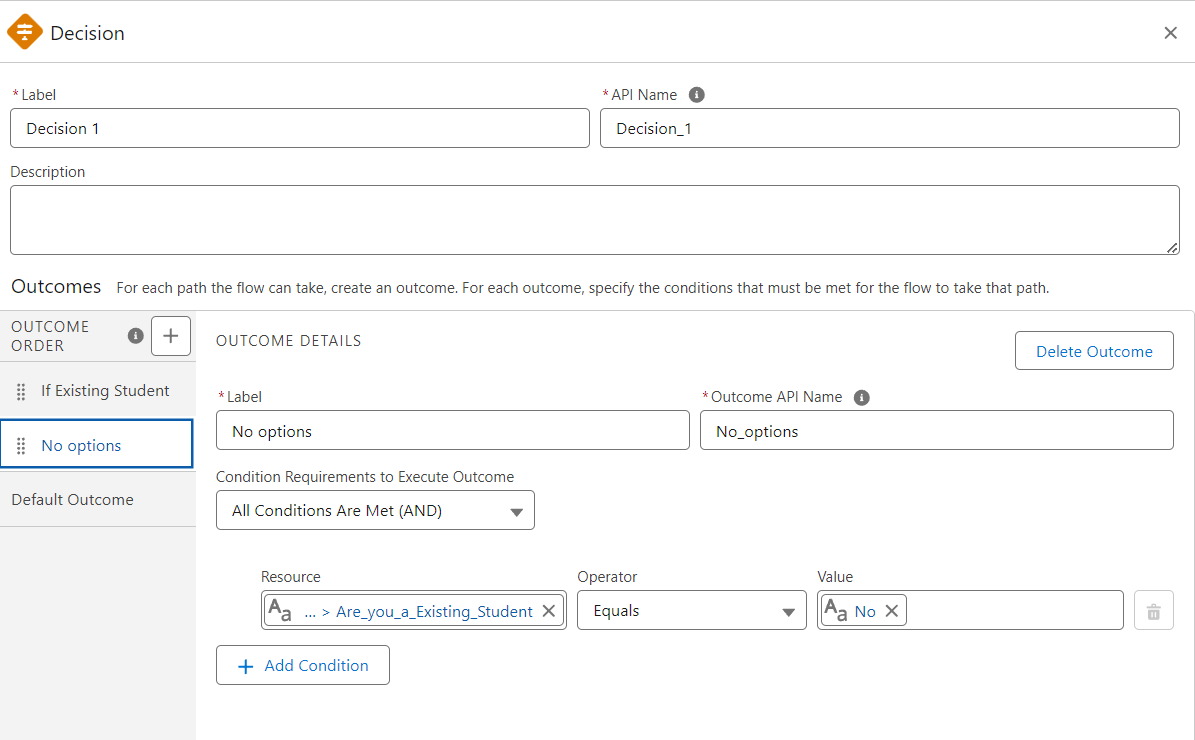 Decision
*Label
*API Name
Decision 1
Decision_1
Description
Outcomes For each path the flow can take, create an outcome. For each outcome, specify the conditions that must be met for the flow to take that path.
OUTCOME
ORDER
If Existing Student
No options
Default Outcome
OUTCOME DETAILS
Delete Outcome
*Label
*Outcome API Name
No options
No_options
Condition Requirements to Execute Outcome
All Conditions Are Met (AND)
Resource
Operator
Value
Aa ... > Are_you_a_Existing_Student
Equals
Aa No
+ Add Condition